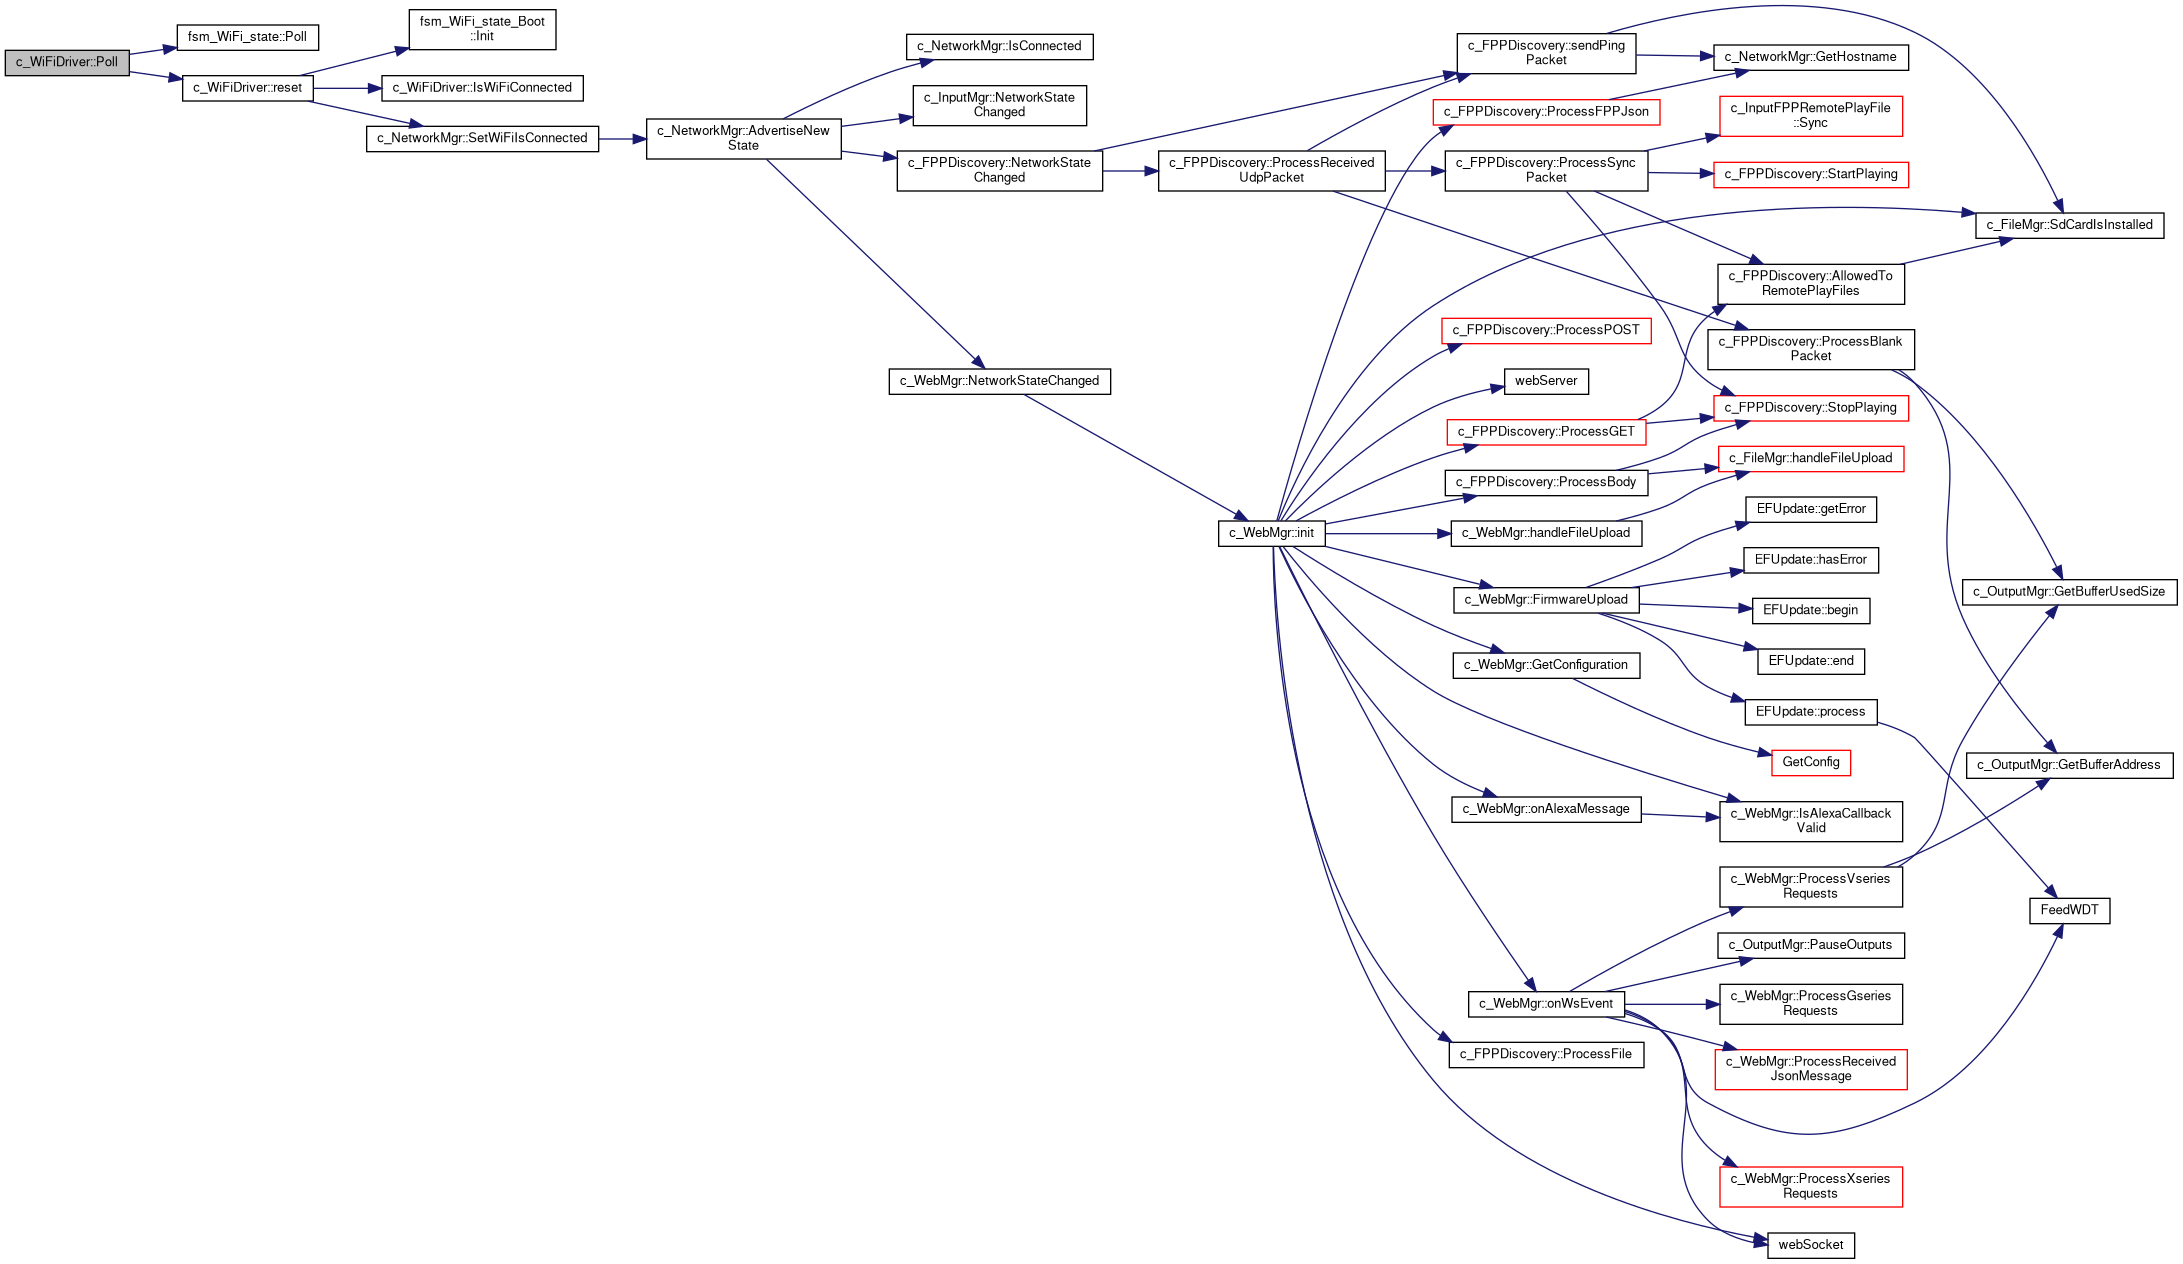 c_WiFiDriver::Poll
fsm_WiFi_state::Poll
c_WiFiDriver::reset
fsm_WiFi_state_Boot
::Init
c_WiFiDriver::IsWiFiConnected
c_NetworkMgr::SetWiFiIsConnected
c_NetworkMgr::AdvertiseNew
State
c_NetworkMgr::IsConnected
c_InputMgr::NetworkState
Changed
c_FPPDiscovery::NetworkState
Changed
c_WebMgr::NetworkStateChanged
c_FPPDiscovery::ProcessReceived
UdpPacket
c_WebMgr::init
c_FPPDiscovery::sendPing
Packet
c_FPPDiscovery::ProcessFPPJson
c_FPPDiscovery::ProcessSync
Packet
c_FPPDiscovery::ProcessPOST
webServer
c_FPPDiscovery::ProcessGET
c_FPPDiscovery::ProcessBody
c_WebMgr::handleFileUpload
c_WebMgr::FirmwareUpload
c_WebMgr::GetConfiguration
c_WebMgr::onAlexaMessage
c_WebMgr::onWsEvent
c_FPPDiscovery::ProcessFile
c_NetworkMgr::GetHostname
c_InputFPPRemotePlayFile
::Sync
c_FPPDiscovery::StartPlaying
c_FPPDiscovery::AllowedTo
RemotePlayFiles
c_FPPDiscovery::ProcessBlank
Packet
c_FPPDiscovery::StopPlaying
c_FileMgr::handleFileUpload
EFUpdate::getError
EFUpdate::hasError
EFUpdate::begin
EFUpdate::end
EFUpdate::process
GetConfig
c_WebMgr::IsAlexaCallback
Valid
c_WebMgr::ProcessVseries
Requests
c_OutputMgr::PauseOutputs
c_WebMgr::ProcessGseries
Requests
c_WebMgr::ProcessReceived
JsonMessage
c_WebMgr::ProcessXseries
Requests
webSocket
c_FileMgr::SdCardIsInstalled
c_OutputMgr::GetBufferUsedSize
c_OutputMgr::GetBufferAddress
FeedWDT